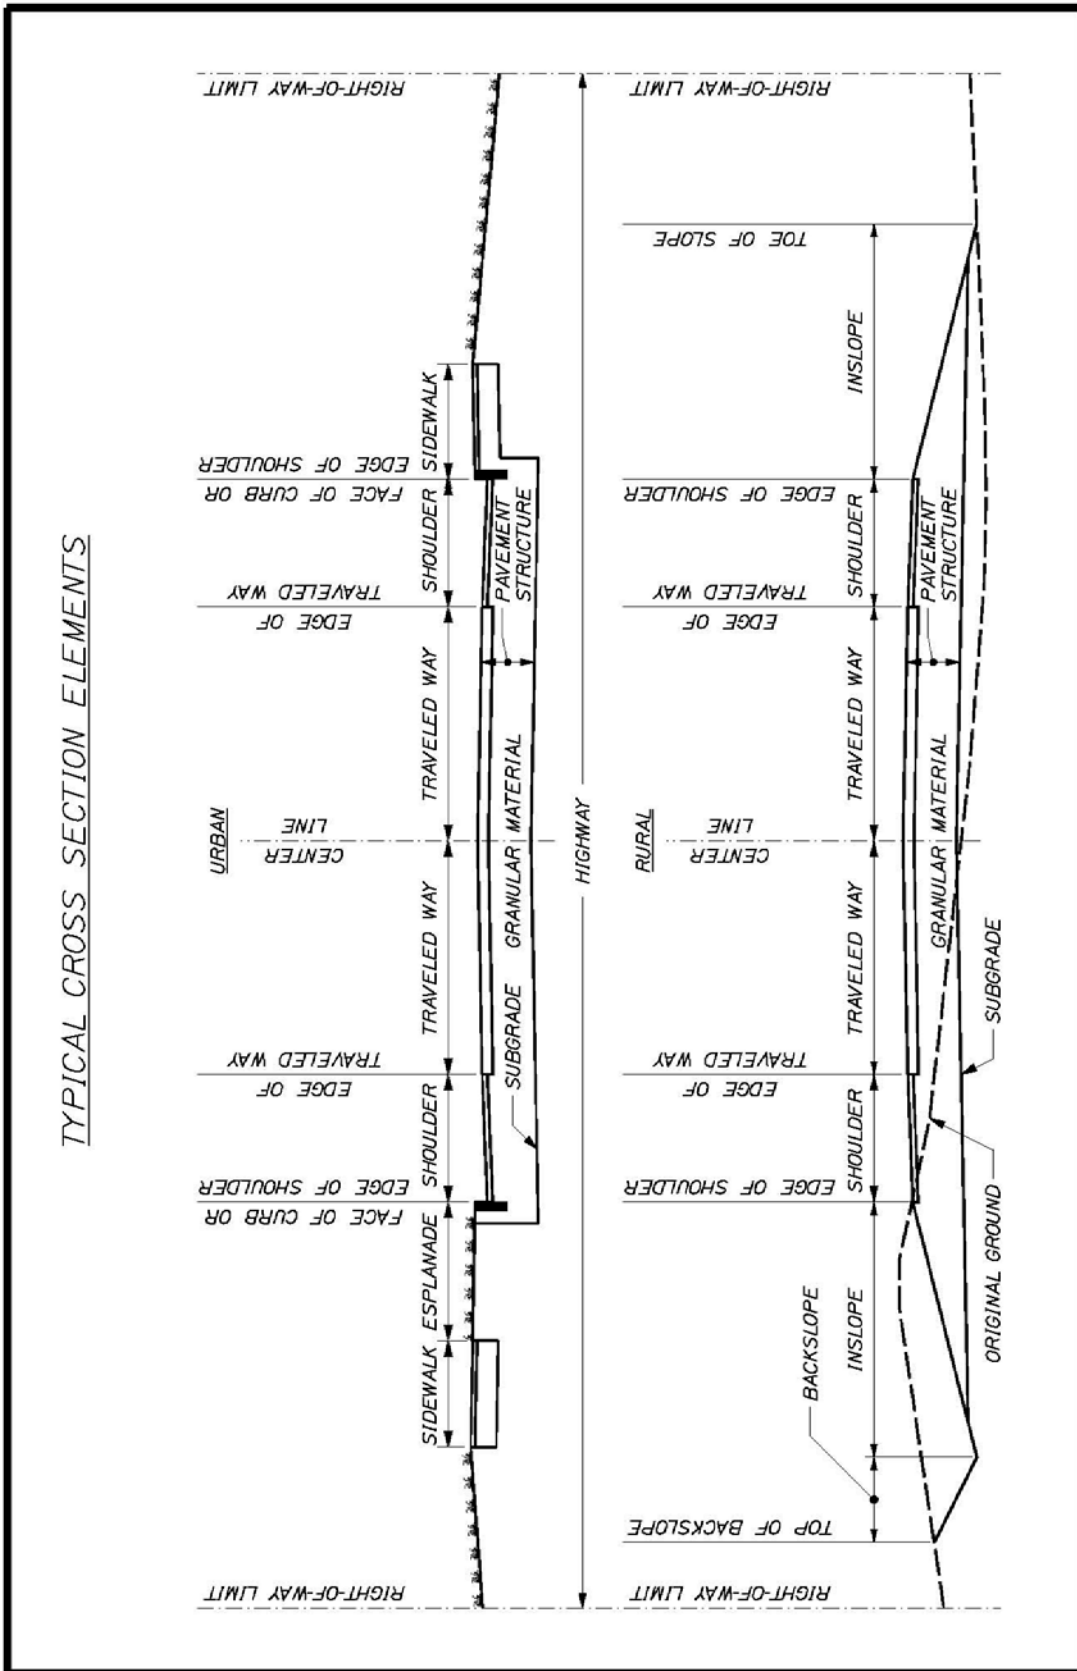 TYPICAL CROSS SECTION ELEMENTS
URBAN
RIGHT-OF-WAY LIMIT
FACE OF CURB OR
EDGE OF SHOULDER
EDGE OF
TRAVELED WAY
CENTER
LINE
EDGE OF
TRAVELED WAY
FACE OF CURB OR
EDGE OF SHOULDER
RIGHT-OF-WAY LIMIT
SIDEWALK
ESPLANADE
SHOULDER
TRAVELED WAY
TRAVELED WAY
SHOULDER
SIDEWALK
SUBGRADE
GRANULAR MATERIAL
PAVEMENT
STRUCTURE
HIGHWAY
RURAL
RIGHT-OF-WAY LIMIT
TOP OF BACKSLOPE
EDGE OF SHOULDER
EDGE OF
TRAVELED WAY
CENTER
LINE
EDGE OF
TRAVELED WAY
EDGE OF SHOULDER
TOE OF SLOPE
RIGHT-OF-WAY LIMIT
BACKSLOPE
INSLOPE
SHOULDER
TRAVELED WAY
TRAVELED WAY
SHOULDER
INSLOPE
GRANULAR MATERIAL
PAVEMENT
STRUCTURE
ORIGINAL GROUND
SUBGRADE